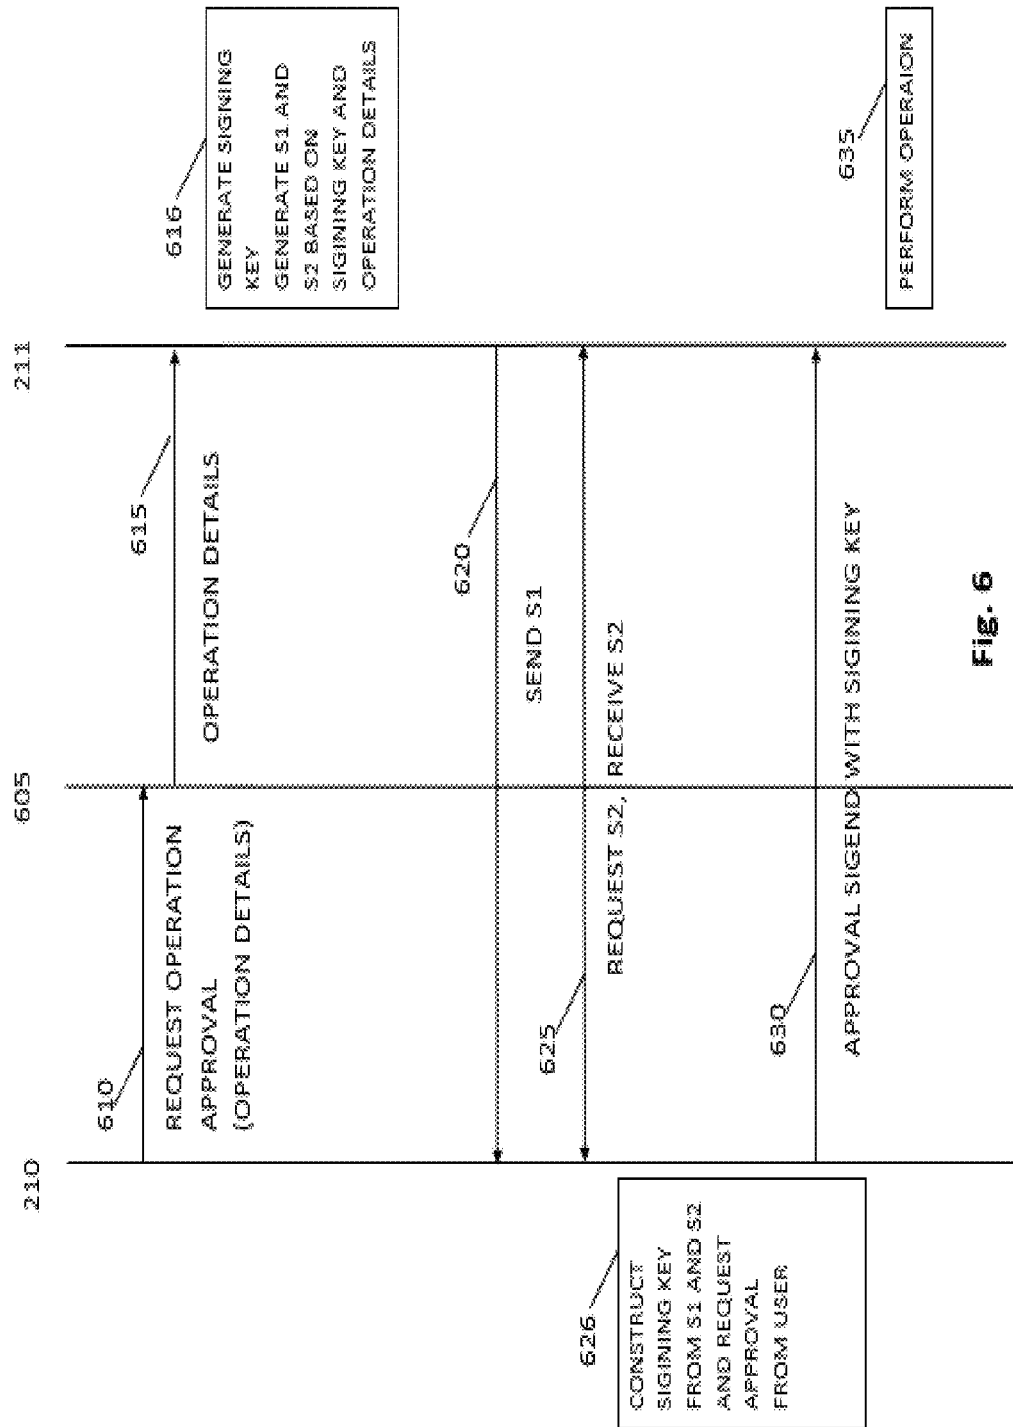 210
605
211
610
REQUEST OPERATION
APPROVAL
(OPERATION DETAILS)
615
OPERATION DETAILS
616
GENERATE SIGNING
KEY
GENERATE S1 AND
S2 BASED ON
SIGINING KEY AND
OPERATION DETAILS
620
SEND S1
625
REQUEST S2, RECEIVE S2
626
CONSTRUCT
SIGINING KEY
FROM S1 AND S2
AND REQUEST
APPROVAL
FROM USER
630
APPROVAL SIGEND WITH SIGINING KEY
635
PERFORM OPERAION
Fig. 6